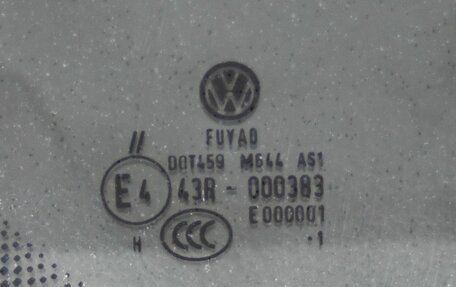 FUYAO
//
DOT459 M644 AS1
E4 43R - 000383
E000001
H CCC ·1